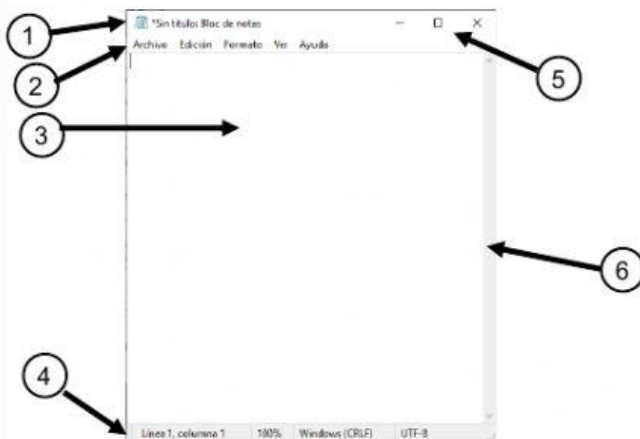 1
*Sin título: Bloc de notas
5
Archivo Edición Formato Ver Ayuda
2
3
6
4
Línea 1, columna 1 100% Windows (CRLF) UTF-8